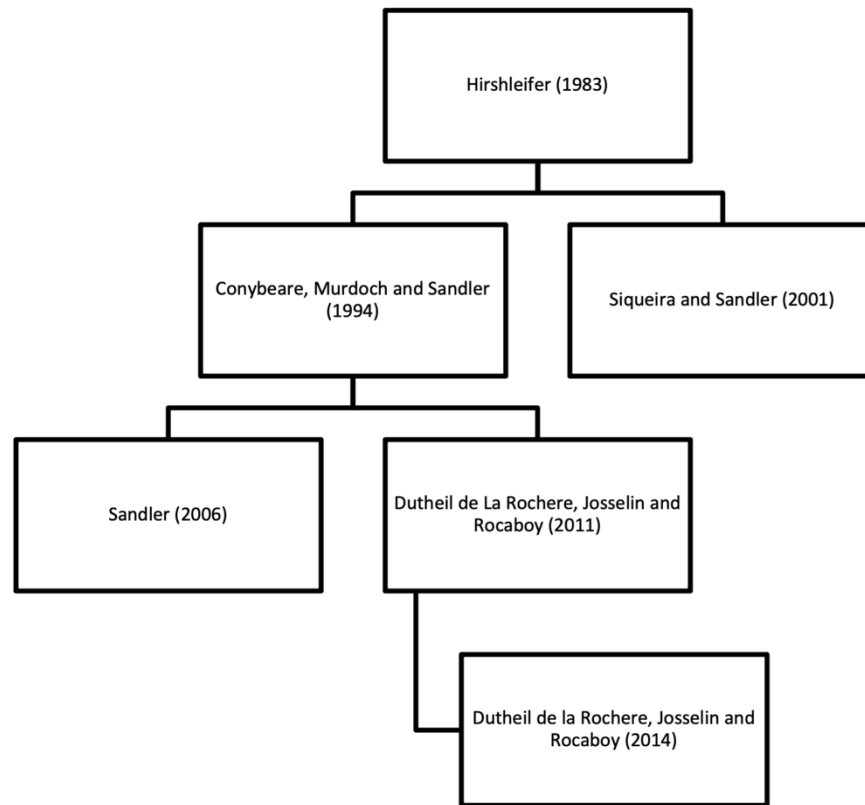 Hirshleifer (1983)
Conybeare, Murdoch and Sandler
(1994)
Siqueira and Sandler (2001)
Sandler (2006)
Dutheil de La Rochere, Josselin and
Rocaboy (2011)
Dutheil de la Rochere, Josselin and
Rocaboy (2014)